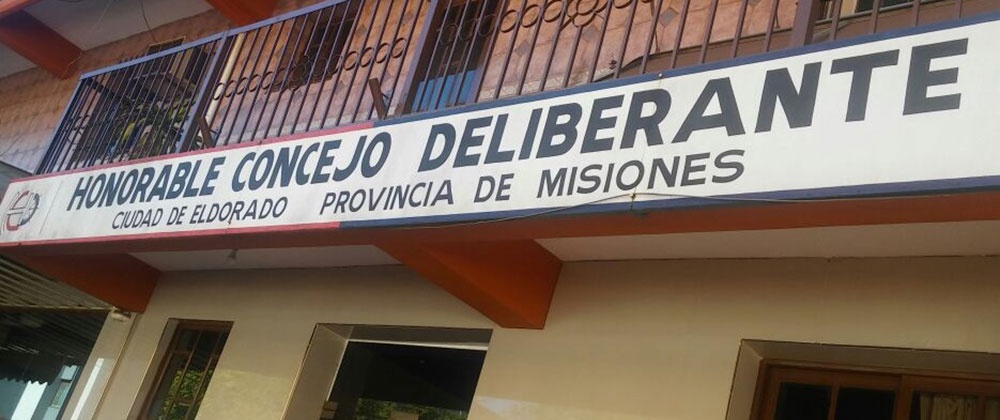 HONORABLE CONCEJO DELIBERANTE
CIUDAD DE ELDORADO PROVINCIA DE MISIONES